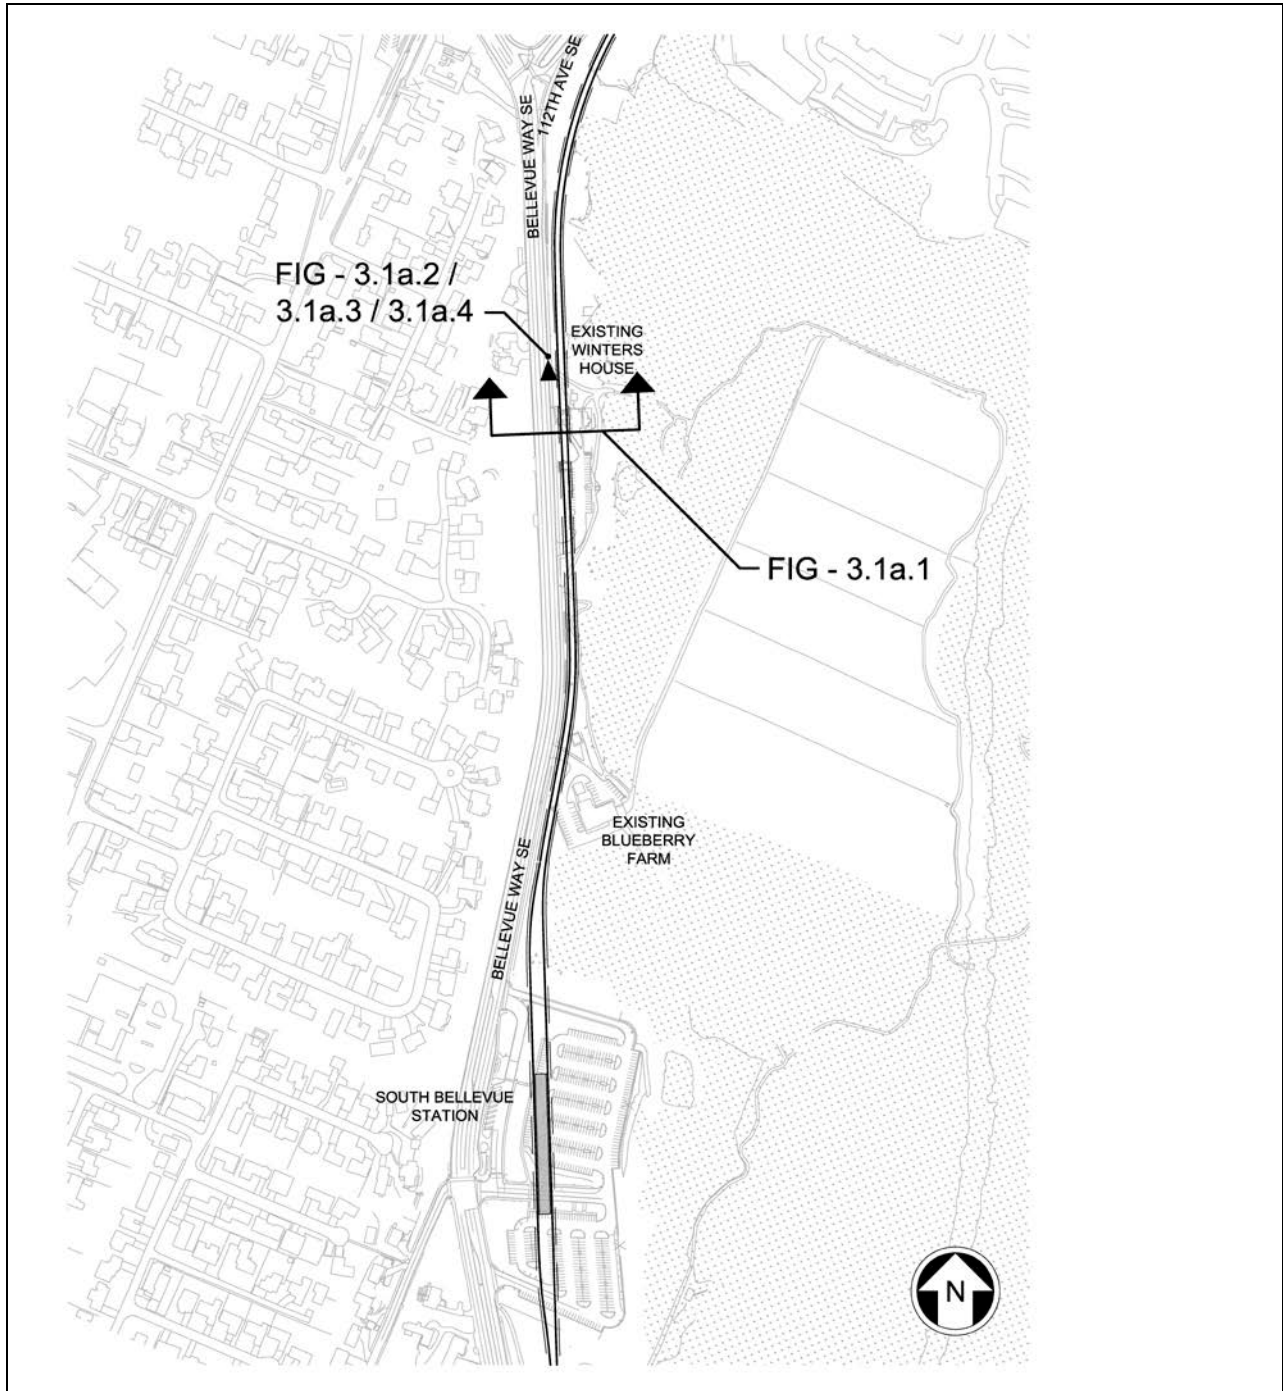 112TH AVE SE
BELLEVUE WAY SE
FIG - 3.1a.2 /
3.1a.3 / 3.1a.4
EXISTING
WINTERS
HOUSE
FIG - 3.1a.1
EXISTING
BLUEBERRY
FARM
BELLEVUE WAY SE
SOUTH BELLEVUE
STATION
N